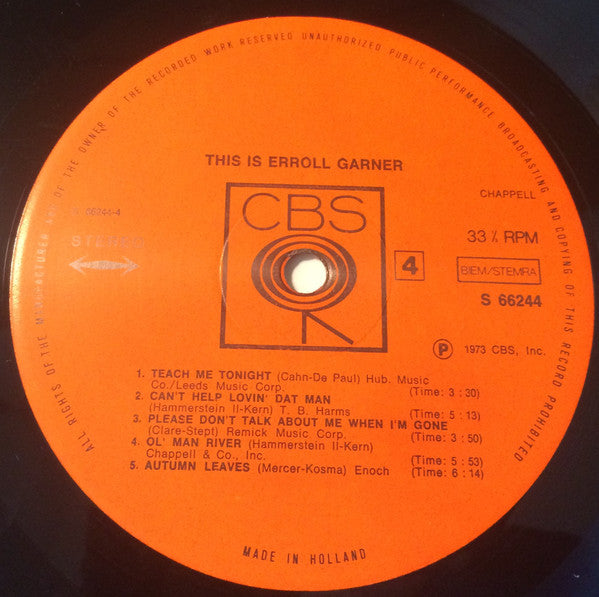 ALL RIGHTS OF THE MANUFACTURER AND OF THE OWNER OF THE RECORDED WORK RESERVED UNAUTHORIZED PUBLIC PERFORMANCE BROADCASTING AND COPYING OF THIS RECORD PROHIBITED
THIS IS ERROLL GARNER
CHAPPELL
CBS
66244-4
STEREO
33⅓ RPM
4
BIEM/STEMRA
S 66244
Ⓟ 1973 CBS, Inc.
1. TEACH ME TONIGHT (Cahn-De Paul) Hub. Music
Co./Leeds Music Corp. (Time: 3 : 30)
2. CAN'T HELP LOVIN' DAT MAN
(Hammerstein II-Kern) T. B. Harms (Time: 5 : 13)
3. PLEASE DON'T TALK ABOUT ME WHEN I'M GONE
(Clare-Stept) Remick Music Corp. (Time: 3 : 50)
4. OL' MAN RIVER (Hammerstein II-Kern)
Chappell & Co., Inc. (Time: 5 : 53)
5. AUTUMN LEAVES (Mercer-Kosma) Enoch (Time: 6 : 14)
MADE IN HOLLAND